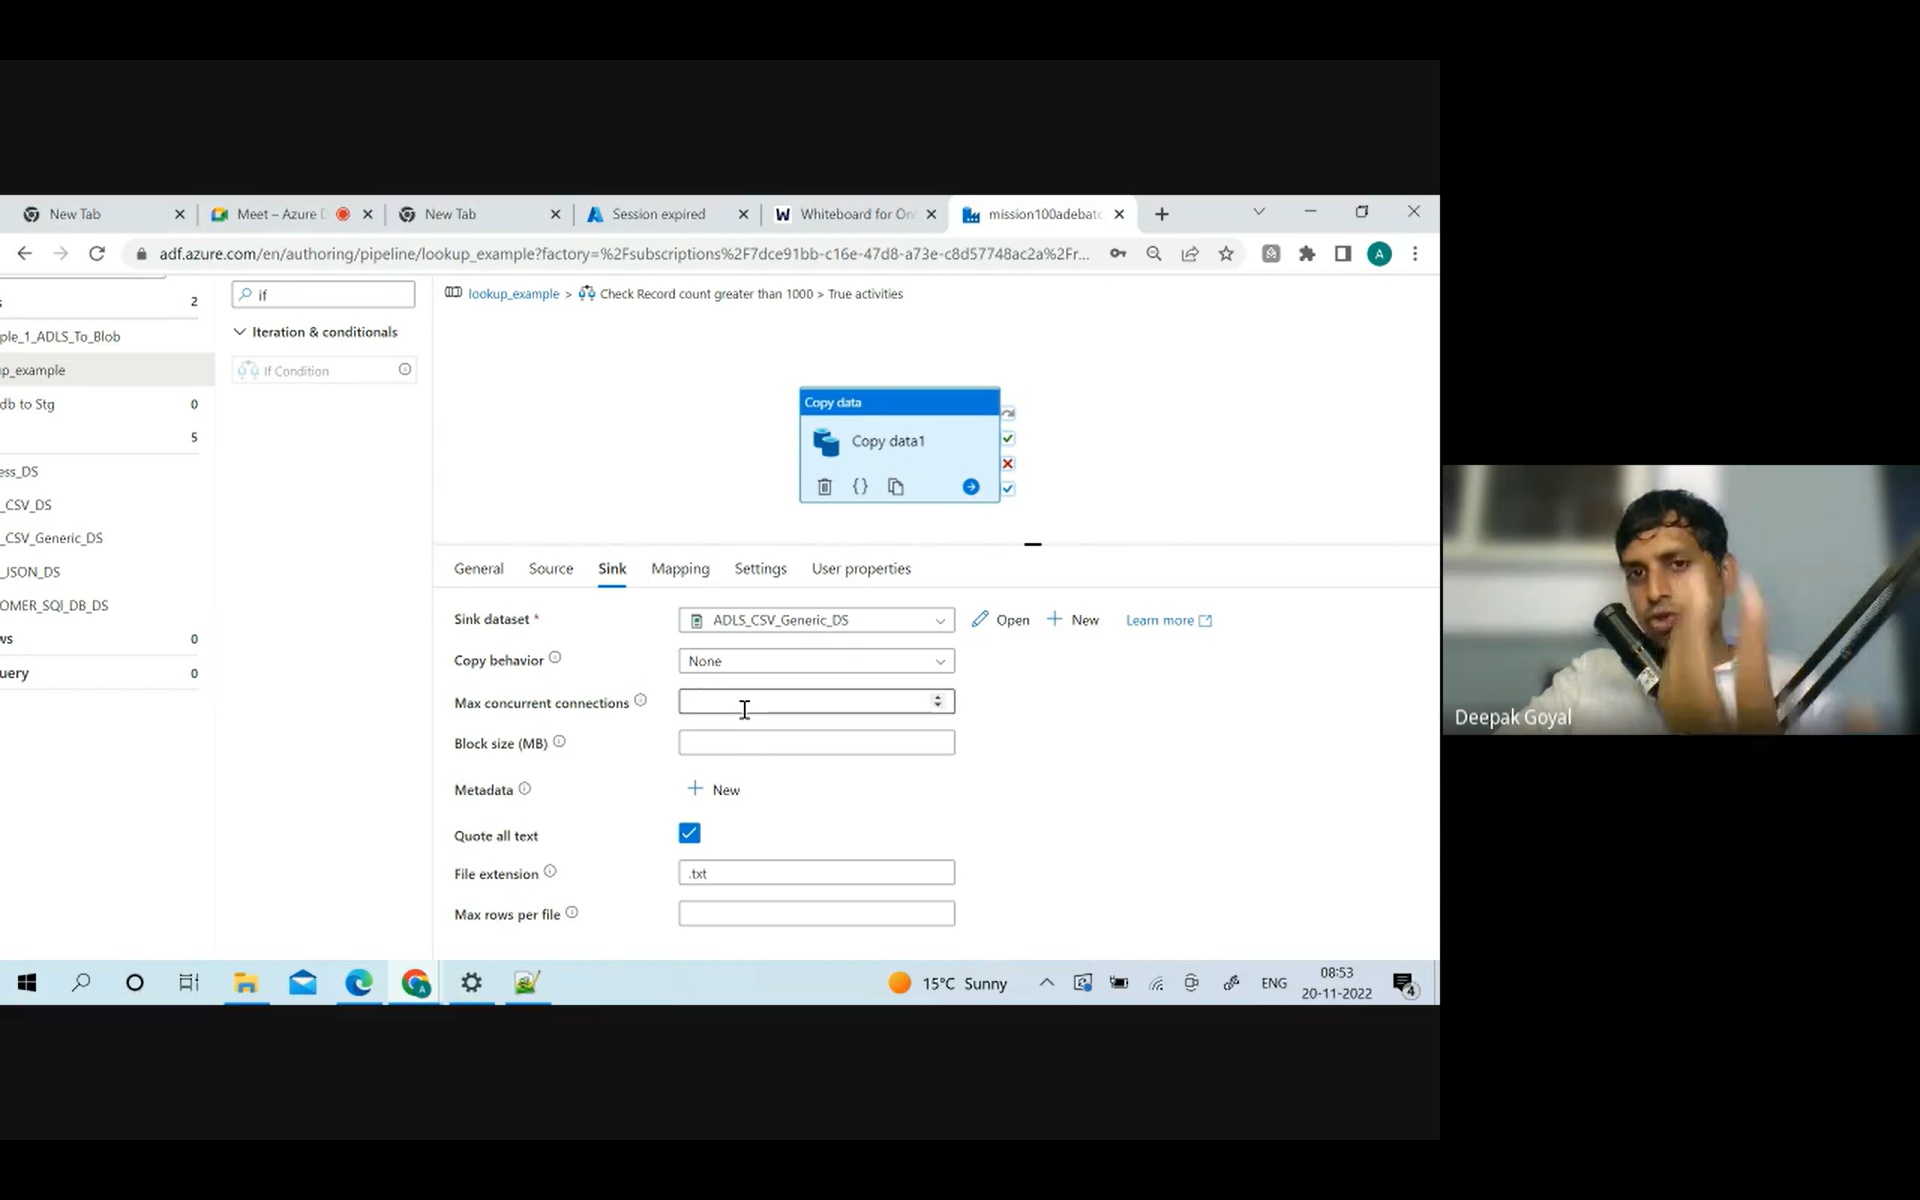 New Tab
Meet – Azure D
New Tab
Session expired
W
Whiteboard for Onl
mission100adebatc
adf.azure.com/en/authoring/pipeline/lookup_example?factory=%2Fsubscriptions%2F7dce91bb-c16e-47d8-a73e-c8d57748ac2a%2Fr...
A
s
2
ple_1_ADLS_To_Blob
up_example
db to Stg
0
5
ess_DS
_CSV_DS
_CSV_Generic_DS
_JSON_DS
OMER_SQl_DB_DS
ws
0
uery
0
if
Iteration & conditionals
If Condition
lookup_example > Check Record count greater than 1000 > True activities
Copy data
Copy data1
{}
General
Source
Sink
Mapping
Settings
User properties
Sink dataset *
ADLS_CSV_Generic_DS
Open
New
Learn more
Copy behavior
None
Max concurrent connections
Block size (MB)
Metadata
New
Quote all text
File extension
.txt
Max rows per file
Deepak Goyal
15°C Sunny
ENG
08:53
20-11-2022
4